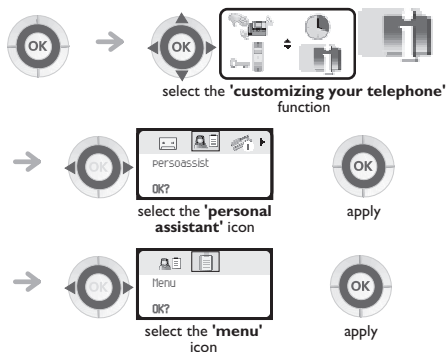 OK
OK
i
select the 'customizing your telephone'
function
OK
Persoassist
OK?
i
OK
select the 'personal
assistant' icon
apply
OK
Menu
OK?
OK
select the 'menu'
icon
apply